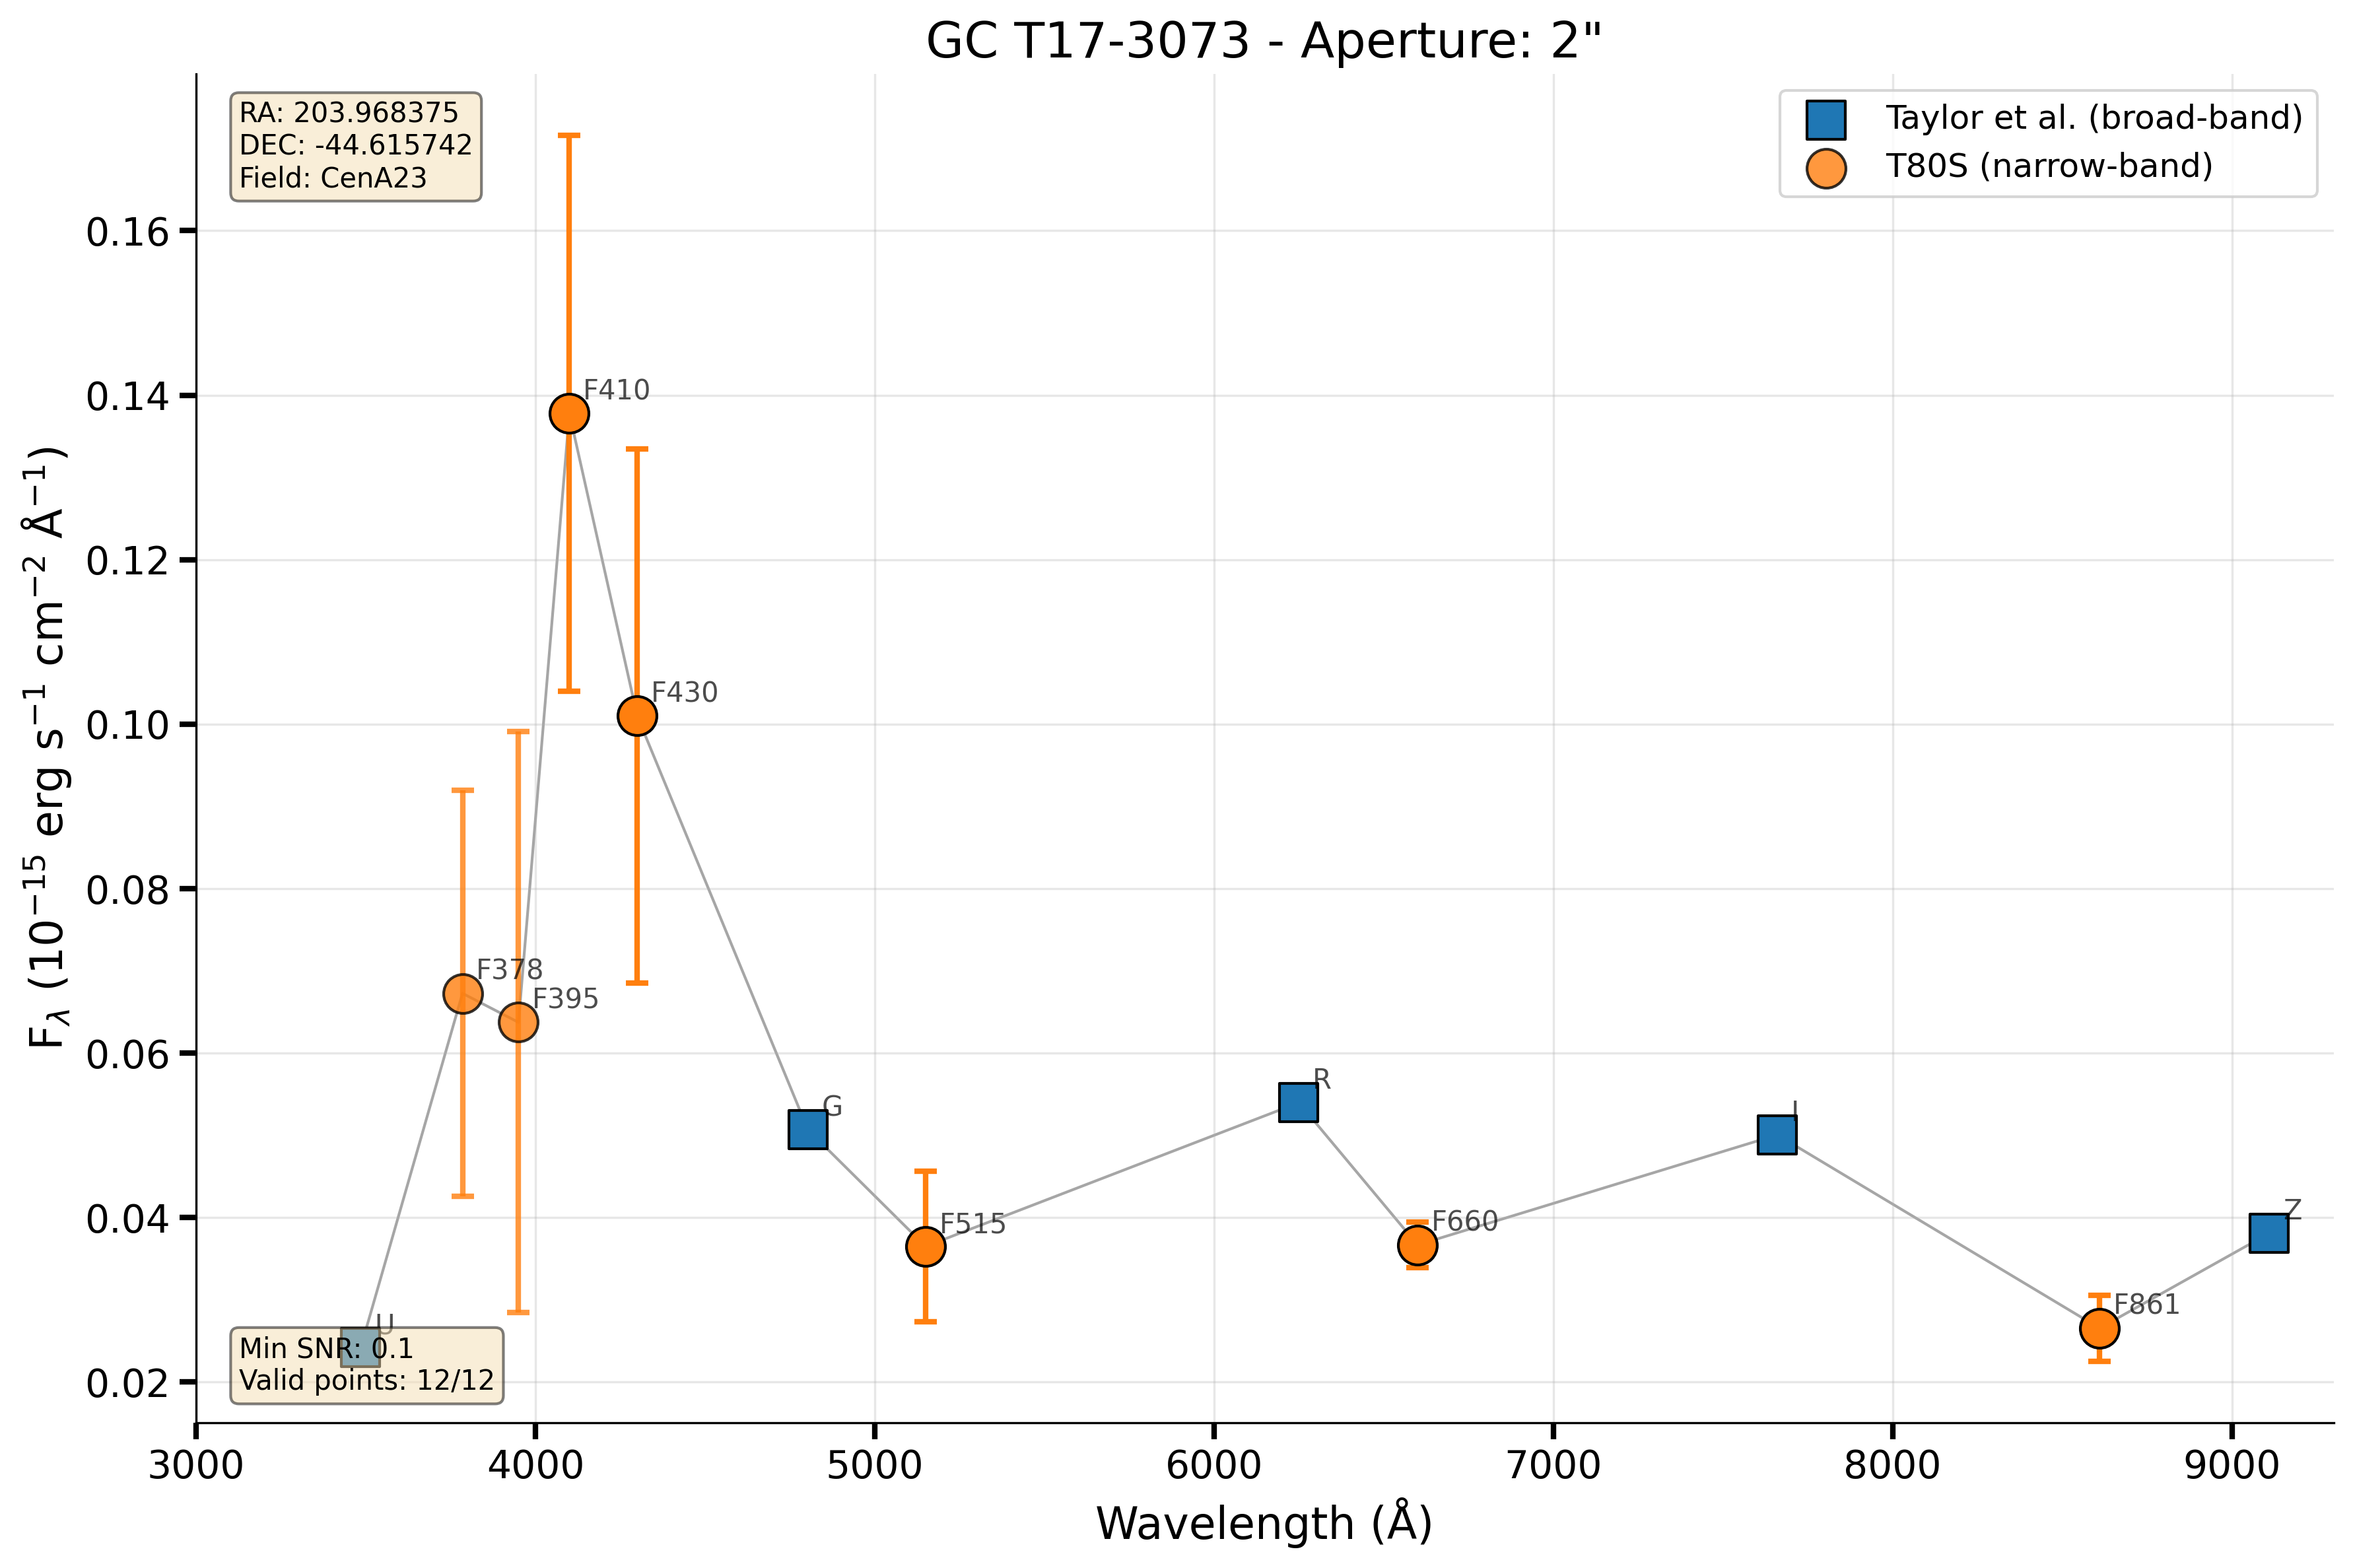 GC T17-3073 - Aperture: 2"
RA: 203.968375
DEC: -44.615742
Field: CenA23
Taylor et al. (broad-band)
T80S (narrow-band)
F_λ (10⁻¹⁵ erg s⁻¹ cm⁻² Å⁻¹)
0.16
0.14
0.12
0.10
0.08
0.06
0.04
0.02
F410
F430
F378
F395
G
R
I
F515
F660
Z
F861
U
Min SNR: 0.1
Valid points: 12/12
3000 4000 5000 6000 7000 8000 9000
Wavelength (Å)